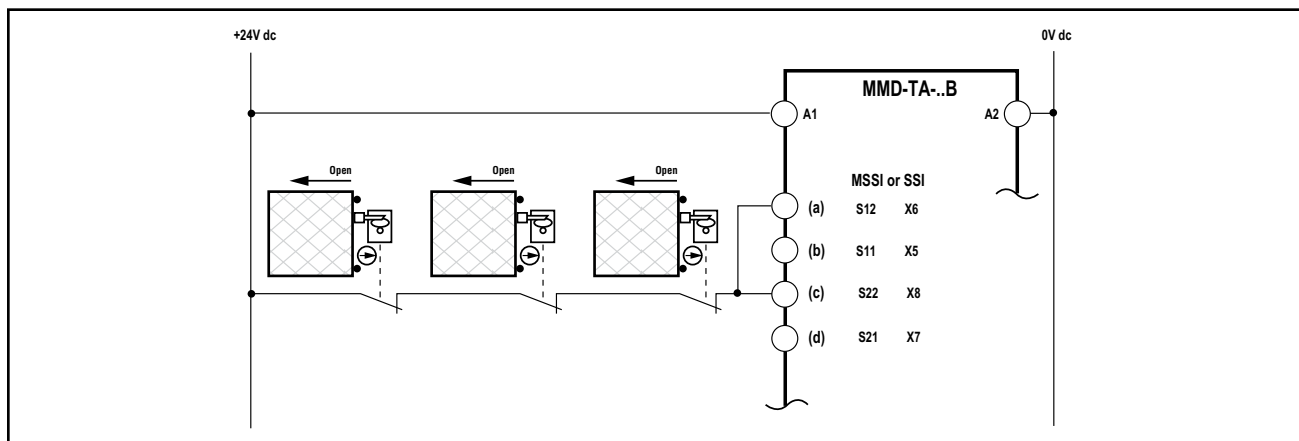 +24V dc
0V dc
MMD-TA-..B
A1
A2
Open
Open
Open
MSSI or SSI
(a) S12 X6
(b) S11 X5
(c) S22 X8
(d) S21 X7